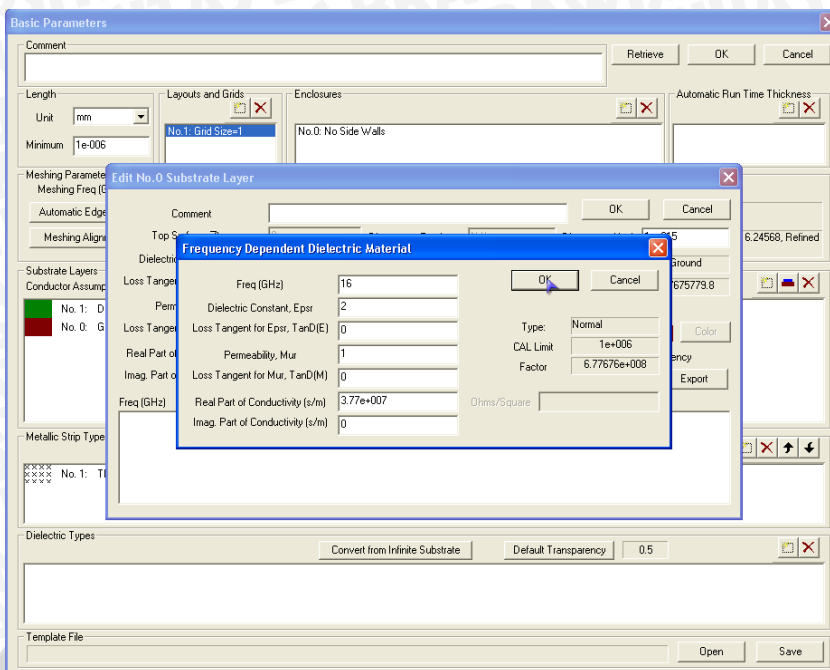 Basic Parameters
Comment
Retrieve OK Cancel
Length Layouts and Grids Enclosures Automatic Run Time Thickness
Unit mm
No.1: Grid Size=1 No.0: No Side Walls
Minimum 1e-006
Meshing Parameter
Meshing Freq (G
Automatic Edge
Meshing Alignm 6.24568, Refined
Edit No.0 Substrate Layer
Comment OK Cancel
Top S
Dielectric Ground
Loss Tangen 7675779.8
Perm
Loss Tangen Color
Real Part of ency
Imag. Part o Export
Freq (GHz)
Frequency Dependent Dielectric Material
Freq (GHz) 16 OK Cancel
Dielectric Constant, Epsr 2
Loss Tangent for Epsr, TanD(E) 0 Type: Normal
Permeability, Mur 1 CAL Limit 1e+006
Loss Tangent for Mur, TanD(M) 0 Factor 6.77676e+008
Real Part of Conductivity (s/m) 3.77e+007 Ohms/Square
Imag. Part of Conductivity (s/m) 0
Substrate Layers
Conductor Assump
No. 1: D
No. 0: G
Metallic Strip Type
No. 1: TI
Dielectric Types
Convert from Infinite Substrate Default Transparency 0.5
Template File
Open Save